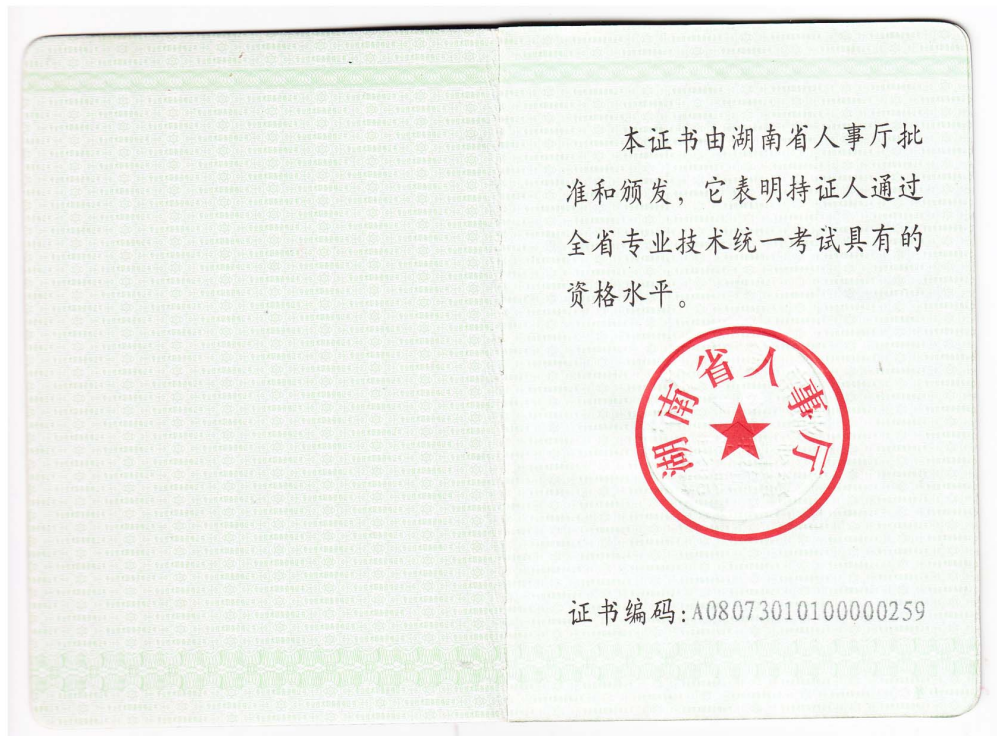 本证书由湖南省人事厅批
准和颁发，它表明持证人通过
全省专业技术统一考试具有的
资格水平。
湖南省人事厅
证书编码:A08073010100000259